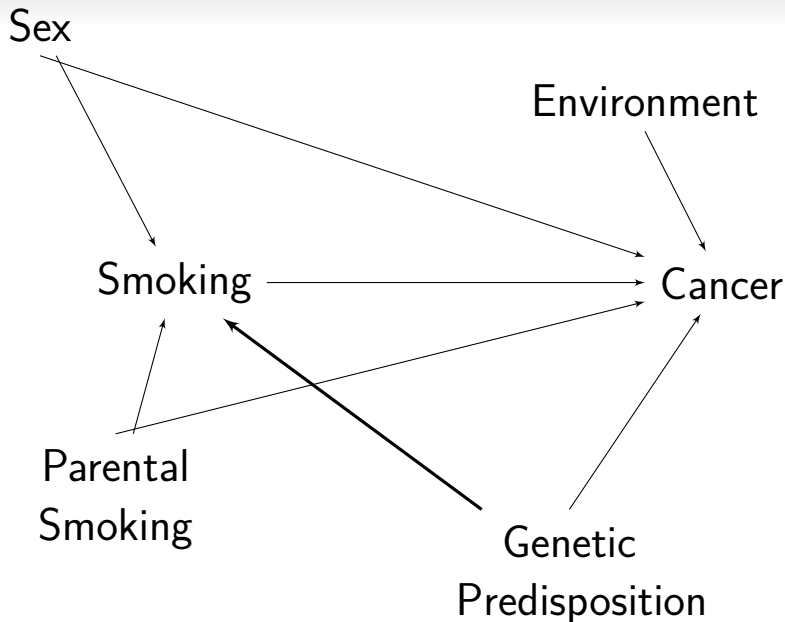 Sex
Environment
Smoking
Cancer
Parental
Smoking
Genetic
Predisposition